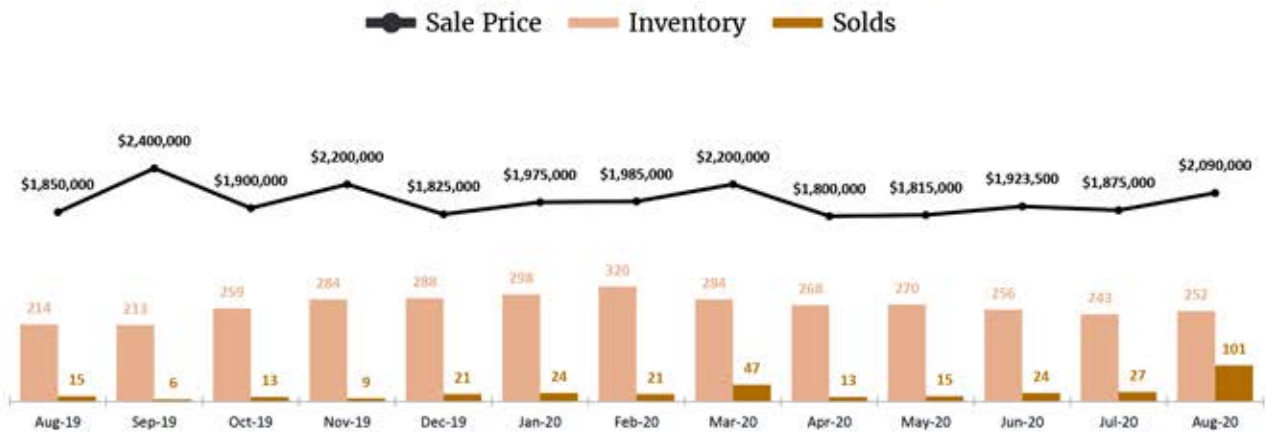 Sale Price Inventory Solds
$1,850,000 $2,400,000 $1,900,000 $2,200,000 $1,825,000 $1,975,000 $1,985,000 $2,200,000 $1,800,000 $1,815,000 $1,923,500 $1,875,000 $2,090,000
214 213 259 284 288 298 320 284 268 270 256 243 252
15 6 13 9 21 24 21 47 13 15 24 27 101
Aug-19 Sep-19 Oct-19 Nov-19 Dec-19 Jan-20 Feb-20 Mar-20 Apr-20 May-20 Jun-20 Jul-20 Aug-20